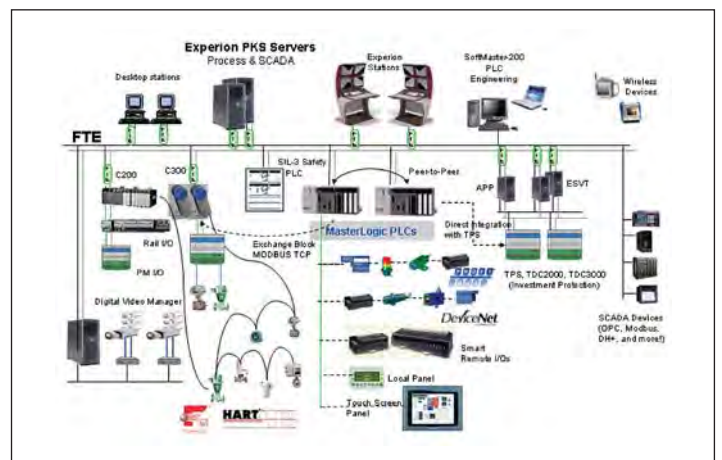 Experion PKS Servers
Process & SCADA
Desktop stations
Experion
Stations
SoftMaster200
PLC
Engineering
Wireless
Devices
FTE
C200
C300
SIL-3 Safety
PLC
Peer-to-Peer
APP
ESVT
Rail I/O
PM I/O
Exchange Block
MODBUS TCP
MasterLogic PLCs
Direct Integration
with TPS
TPS, TDC2000, TDC3000
(Investment Protection)
Digital Video Manager
DeviceNet
Smart
Remote I/Os
SCADA Devices
(OPC, Modbus,
DH+, and more!)
Local Panel
Touch Screen
Panel
HART